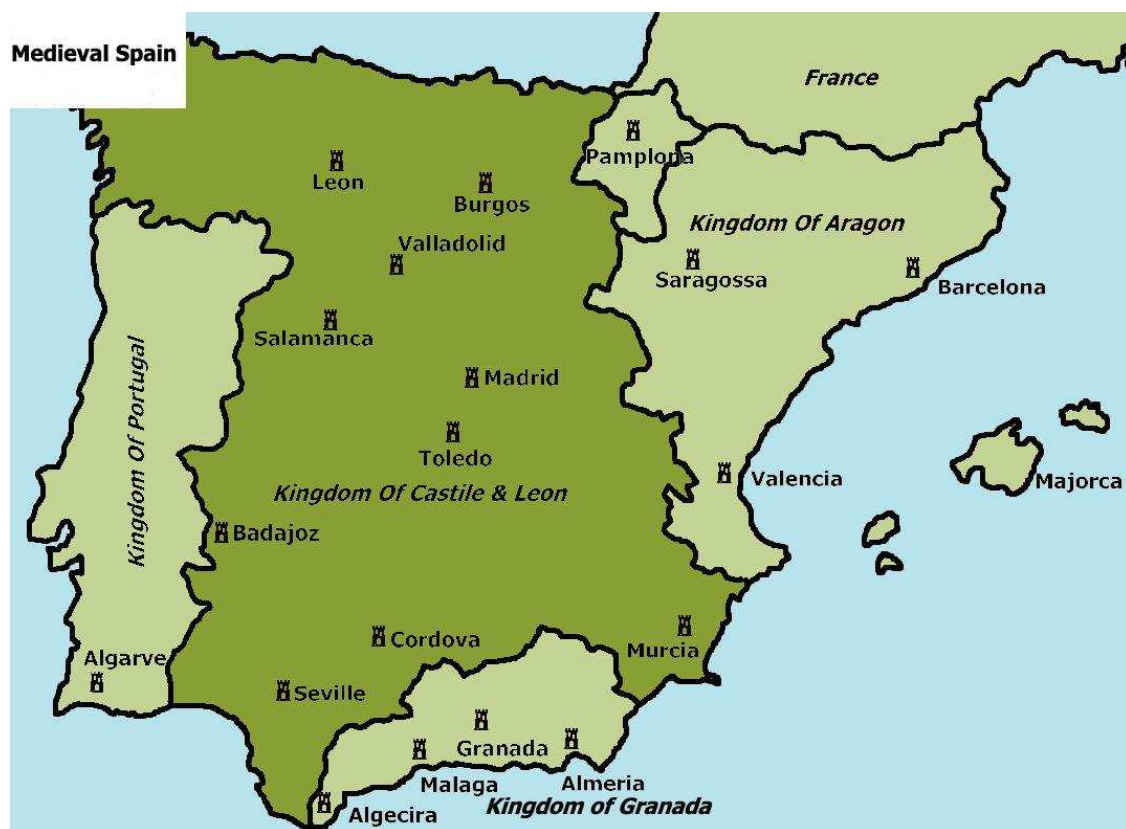 Medieval Spain
France
Pamplona
Leon
Burgos
Kingdom Of Aragon
Valladolid
Saragossa
Barcelona
Salamanca
Kingdom Of Portugal
Madrid
Toledo
Valencia
Majorca
Kingdom Of Castile & Leon
Badajoz
Cordova
Murcia
Algarve
Seville
Granada
Malaga
Almeria
Algecira
Kingdom of Granada